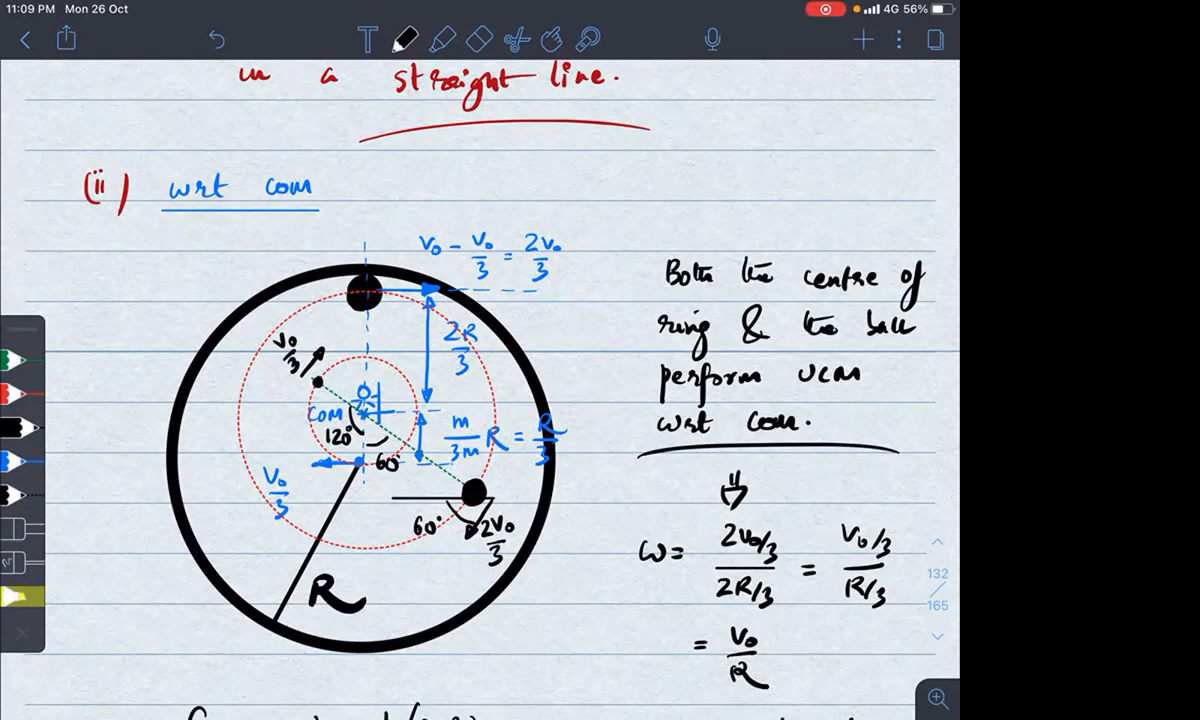 11:09 PM Mon 26 Oct
4G 56%
in a straight line.
(ii) wrt com
V₀ - V₀/3 = 2V₀/3
2R/3
V₀/3
O
COM
120°
60°
m/3m R = R/3
V₀/3
60°
2V₀/3
R
Both the centre of
ring & the ball
perform UCM
wrt com.
ω = (2V₀/3)/(2R/3) = (V₀/3)/(R/3)
= V₀/R
132
165